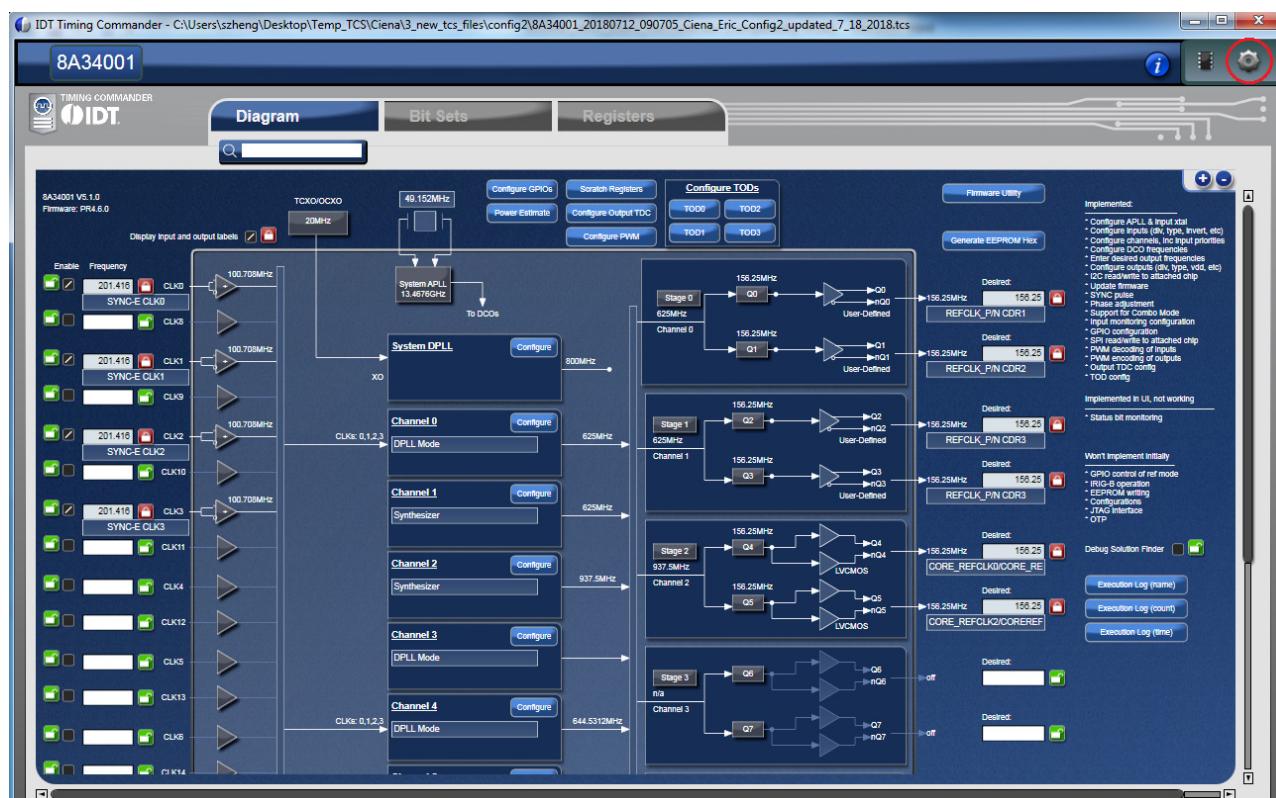 IDT Timing Commander - C:\Users\szheng\Desktop\Temp_TCS\Ciena\3_new_tcs_files\config2\8A34001_20180712_090705_Ciena_Eric_Config2_updated_7_18_2018.tcs
8A34001
i
TIMING COMMANDER
IDT.
Diagram
Bit Sets
Registers
8A34001 V5.1.0
Firmware: PR4.6.0
Display input and output labels
TCXO/OCXO
20MHz
49.152MHz
System APLL
13.4676GHz
To DCOs
Configure GPIOs
Scratch Registers
Power Estimate
Configure Output TDC
Configure PWM
Configure TODs
TOD0
TOD2
TOD1
TOD3
Firmware Utility
Generate EEPROM Hex
Enable
Frequency
201.416
CLK0
100.708MHz
SYNC-E CLK0
CLK8
201.416
CLK1
100.708MHz
SYNC-E CLK1
CLK9
201.416
CLK2
100.708MHz
SYNC-E CLK2
CLK10
201.416
CLK3
100.708MHz
SYNC-E CLK3
CLK11
CLK4
CLK12
CLK5
CLK13
CLK6
CLK14
System DPLL
Configure
800MHz
XO
Channel 0
Configure
CLKs: 0,1,2,3
DPLL Mode
625MHz
Channel 1
Configure
Synthesizer
625MHz
Channel 2
Configure
Synthesizer
937.5MHz
Channel 3
Configure
DPLL Mode
Channel 4
Configure
CLKs: 0,1,2,3
DPLL Mode
644.5312MHz
Stage 0
625MHz
Channel 0
156.25MHz
Q0
Q0
nQ0
User-Defined
156.25MHz
Q1
Q1
nQ1
User-Defined
Stage 1
625MHz
Channel 1
156.25MHz
Q2
Q2
nQ2
User-Defined
156.25MHz
Q3
Q3
nQ3
User-Defined
Stage 2
937.5MHz
Channel 2
156.25MHz
Q4
Q4
nQ4
LVCMOS
156.25MHz
Q5
Q5
nQ5
LVCMOS
Stage 3
n/a
Channel 3
Q6
Q6
nQ6
Q7
Q7
nQ7
Desired:
156.25MHz
156.25
REFCLK_P/N CDR1
Desired:
156.25MHz
156.25
REFCLK_P/N CDR2
Desired:
156.25MHz
156.25
REFCLK_P/N CDR3
Desired:
156.25MHz
156.25
REFCLK_P/N CDR3
Desired:
156.25MHz
156.25
CORE_REFCLK0/CORE_RE
Desired:
156.25MHz
156.25
CORE_REFCLK2/COREREF
Desired:
off
Desired:
off
Implemented:
* Configure APLL & input xtal
* Configure inputs (div, type, invert, etc)
* Configure channels, inc input priorities
* Configure DCO frequencies
* Enter desired output frequencies
* Configure outputs (div, type, vdd, etc)
* I2C read/write to attached chip
* Update firmware
* SYNC pulse
* Phase adjustment
* Support for Combo Mode
* Input monitoring configuration
* GPIO configuration
* SPI read/write to attached chip
* PWM decoding of inputs
* PWM encoding of outputs
* Output TDC config
* TOD config
Implemented in UI, not working
* Status bit monitoring
Won't implement initially
* GPIO control of ref mode
* IRIG-B operation
* EEPROM writing
* Configurations
* JTAG interface
* OTP
Debug Solution Finder
Execution Log (name)
Execution Log (count)
Execution Log (time)